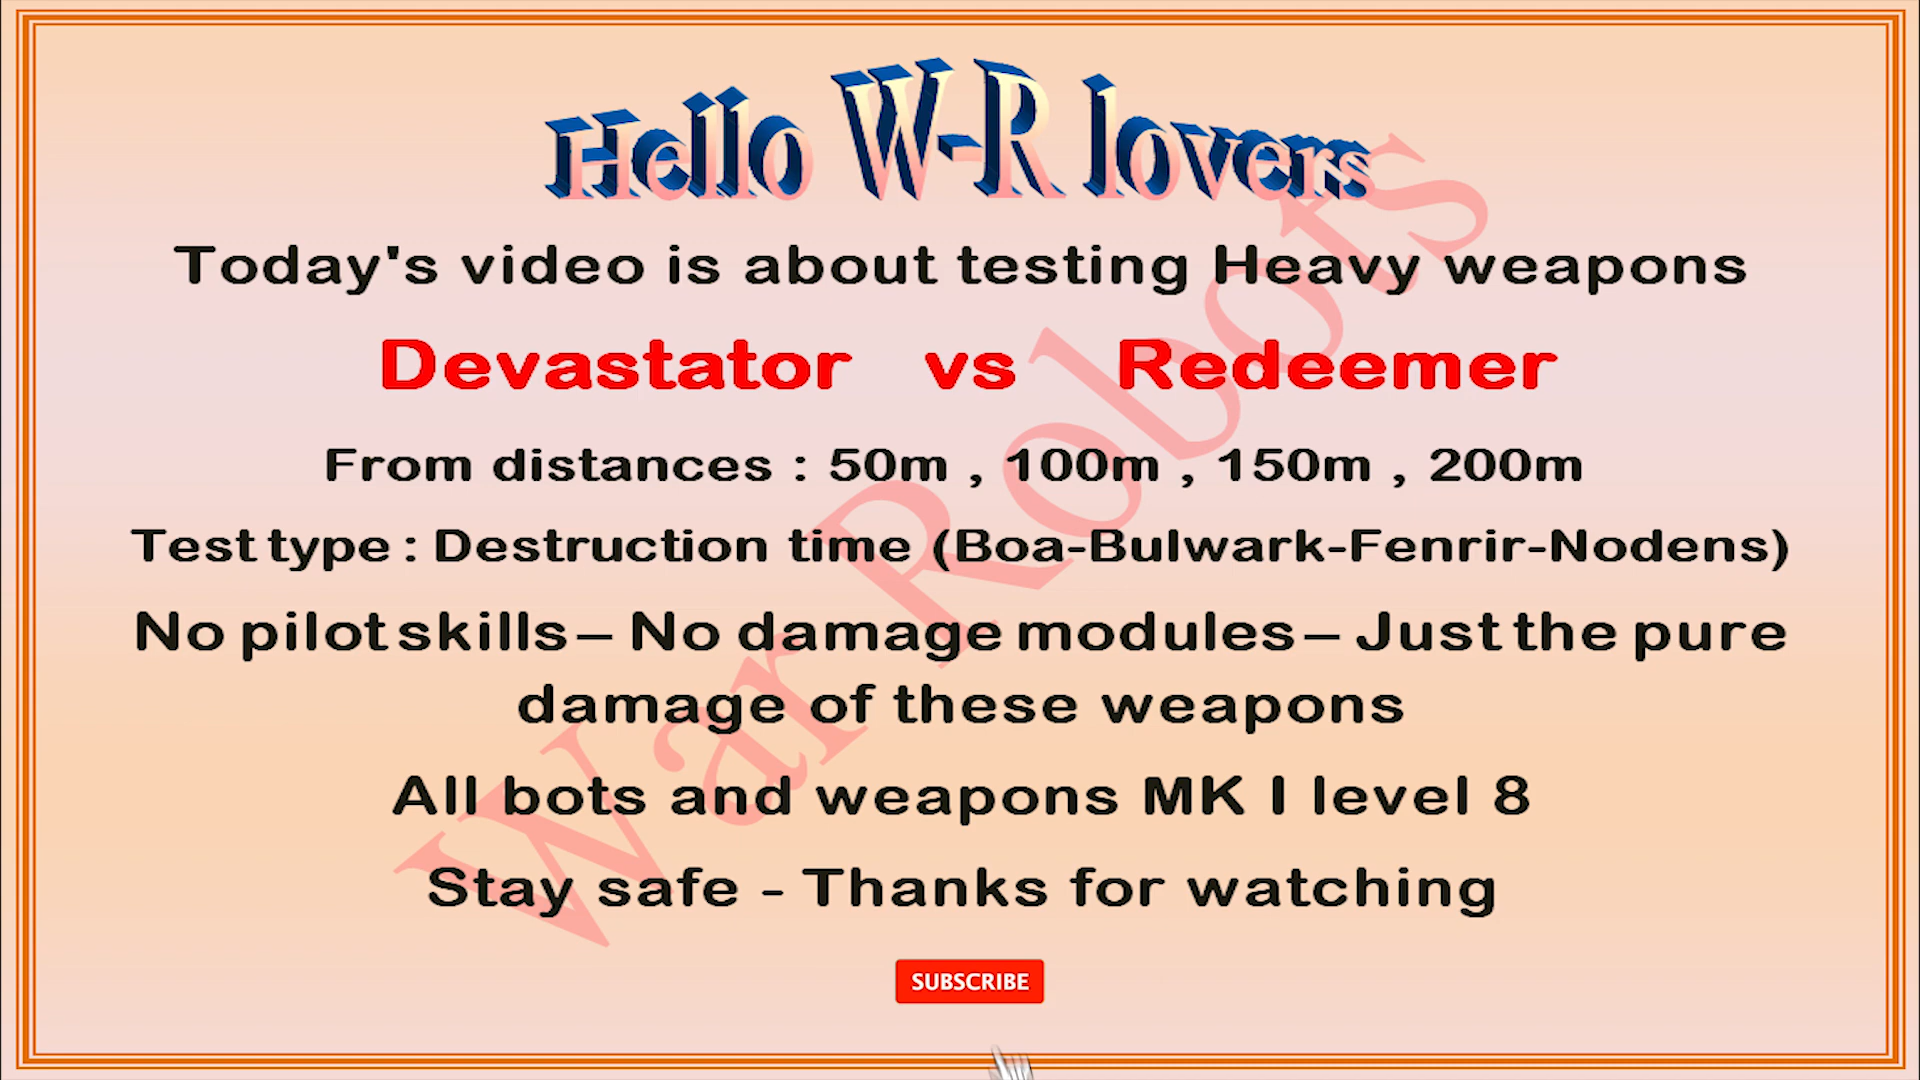 Hello W-R lovers
Today's video is about testing Heavy weapons
Devastator vs Redeemer
From distances : 50m , 100m , 150m , 200m
Test type : Destruction time (Boa-Bulwark-Fenrir-Nodens)
No pilot skills – No damage modules – Just the pure
damage of these weapons
All bots and weapons MK I level 8
Stay safe - Thanks for watching
SUBSCRIBE
War Robots